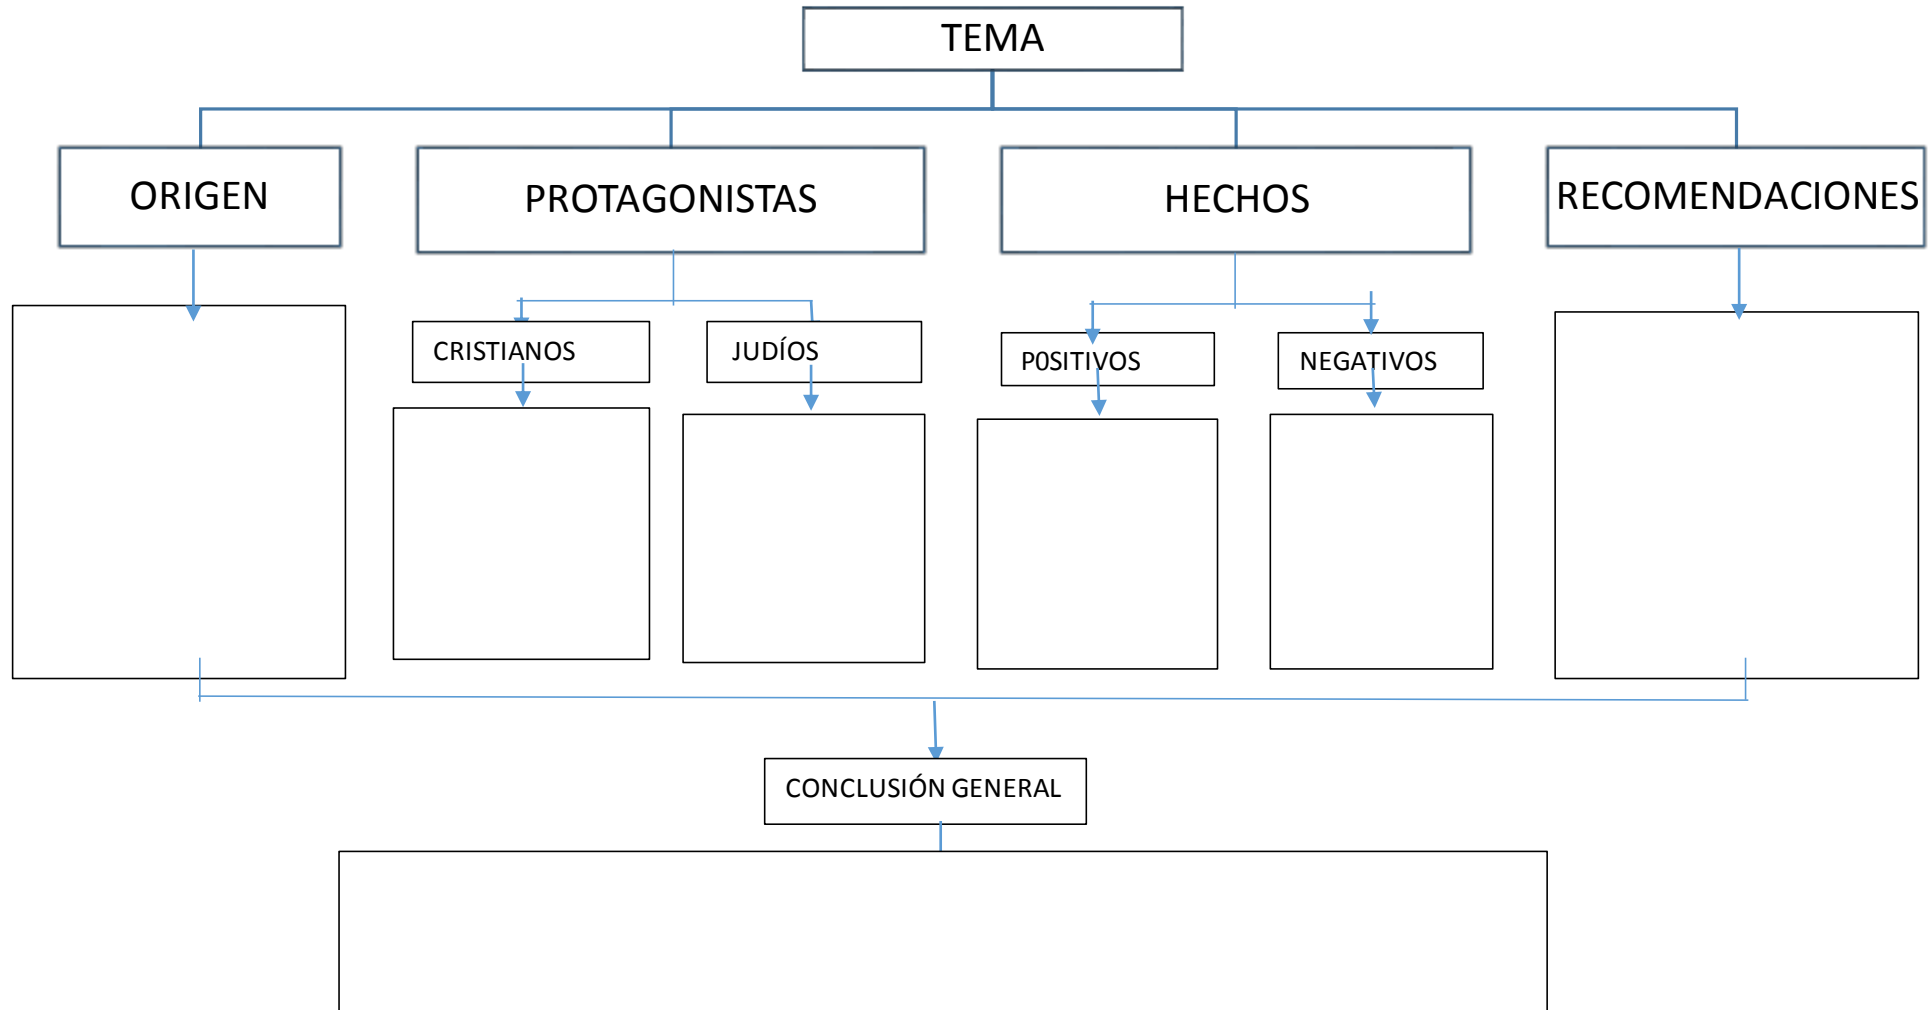 TEMA
ORIGEN
PROTAGONISTAS
HECHOS
RECOMENDACIONES
CRISTIANOS
JUDÍOS
P0SITIVOS
NEGATIVOS
CONCLUSIÓN GENERAL